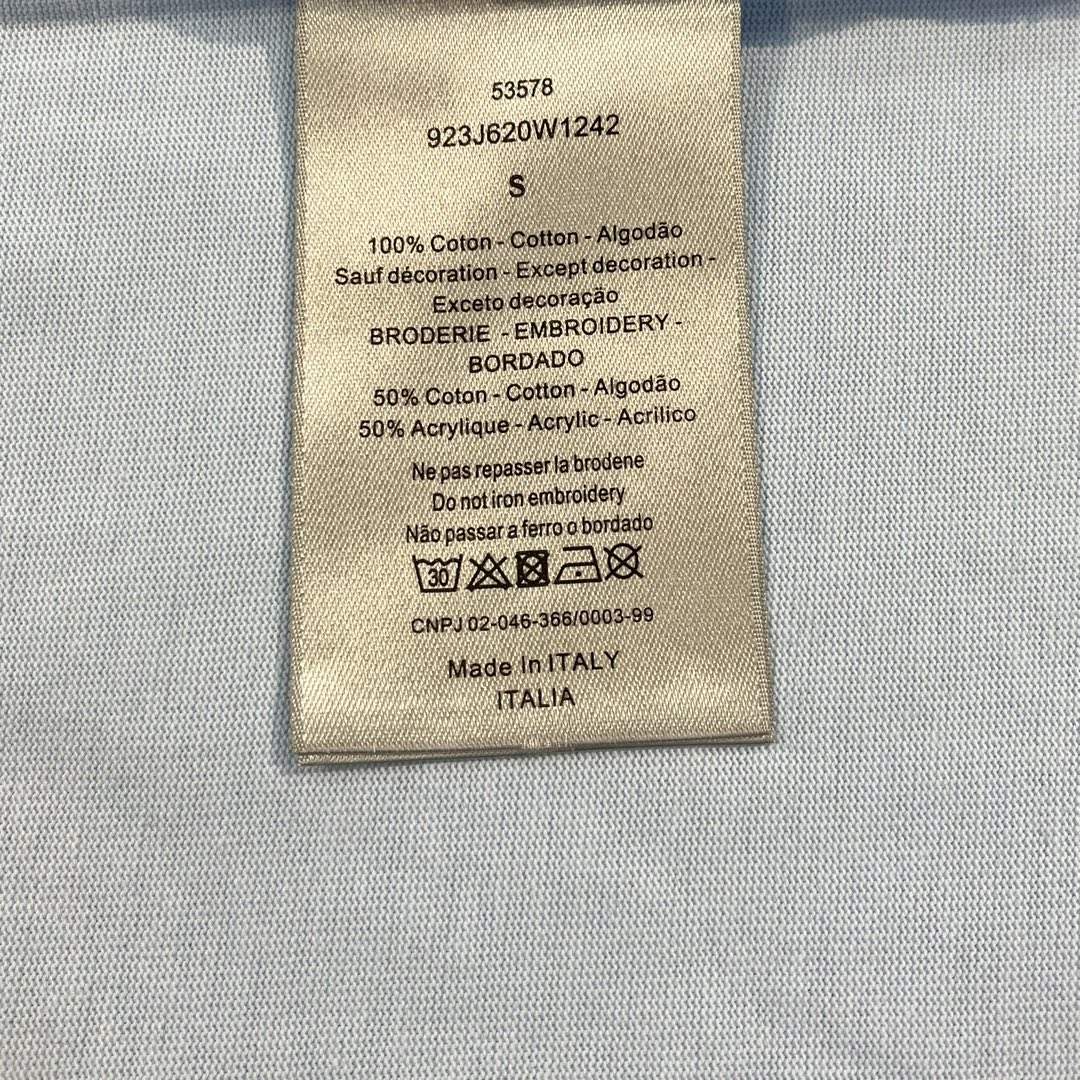 53578
923J620W1242
S
100% Coton - Cotton - Algodão
Sauf décoration - Except decoration -
Exceto decoração
BRODERIE - EMBROIDERY -
BORDADO
50% Coton - Cotton - Algodão
50% Acrylique - Acrylic - Acrilico
Ne pas repasser la brodene
Do not iron embroidery
Não passar a ferro o bordado
30
CNPJ 02-046-366/0003-99
Made In ITALY
ITALIA